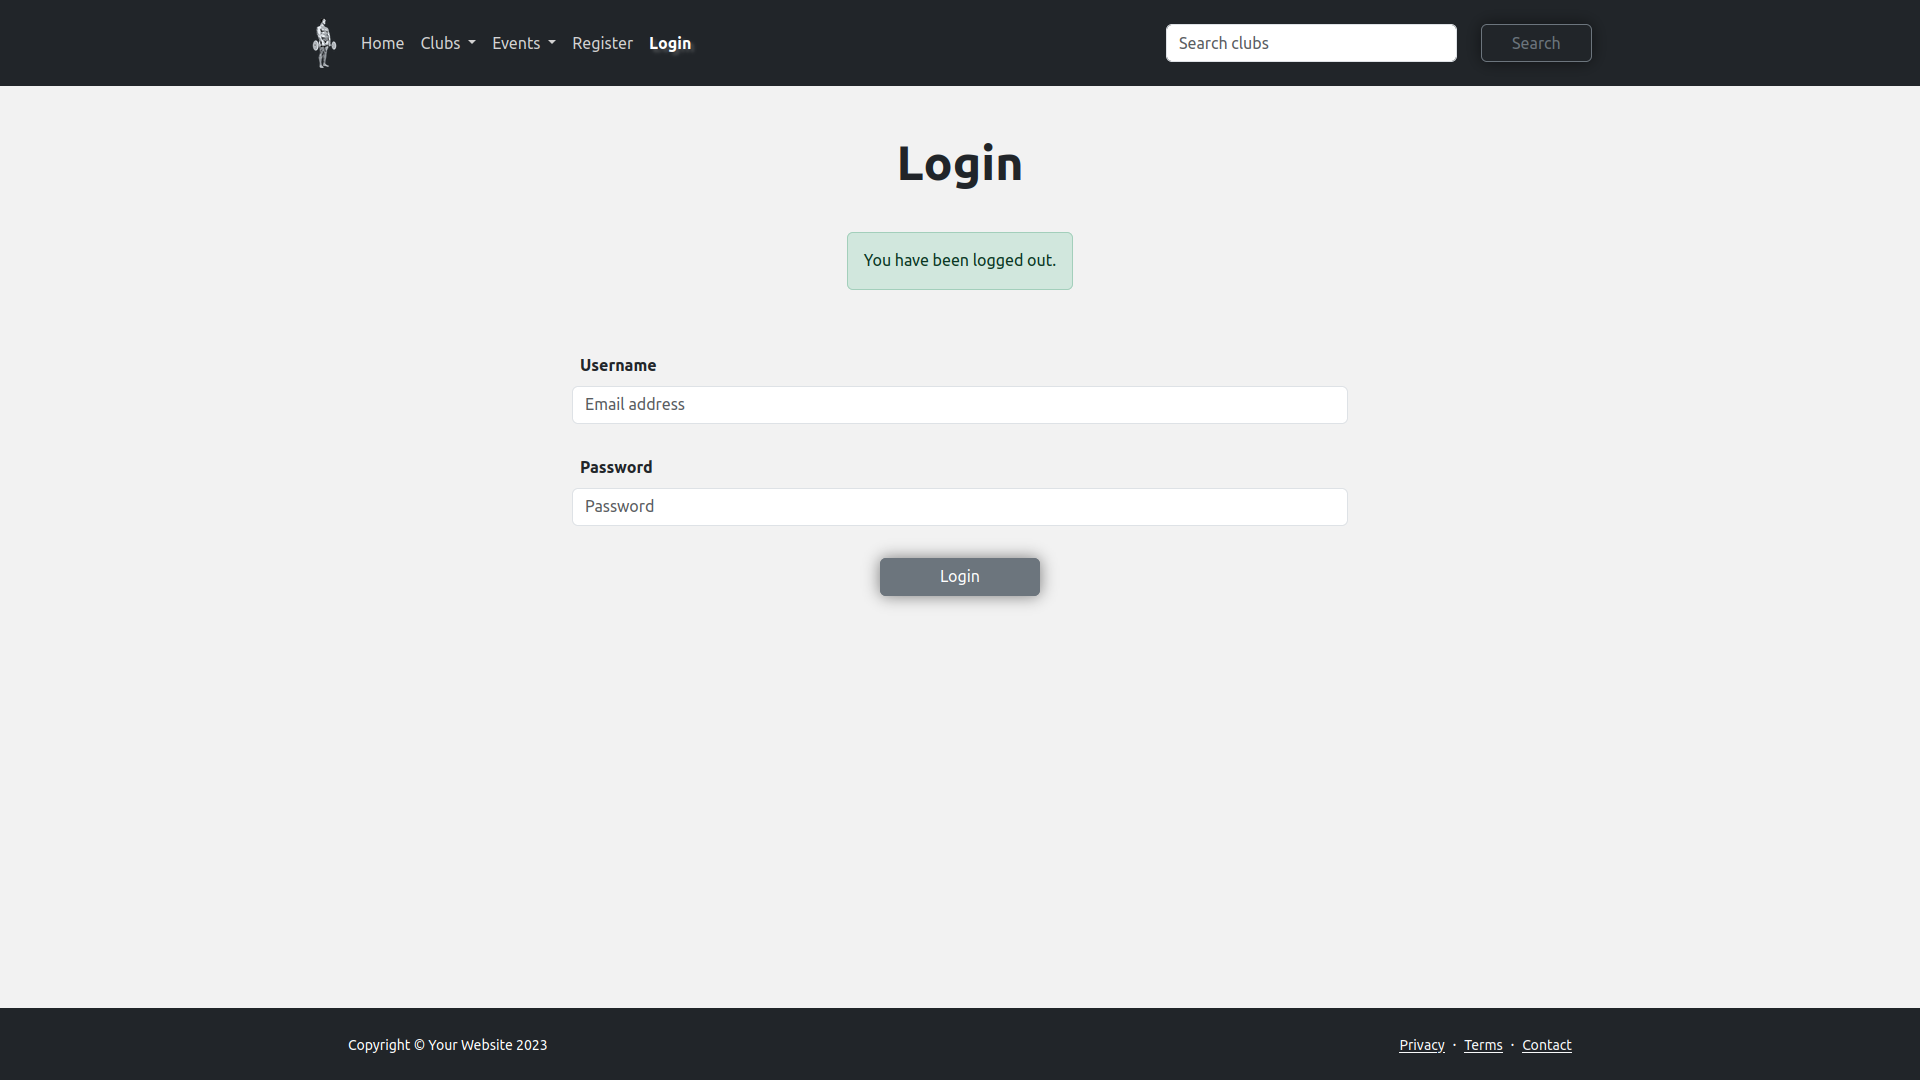 Home Clubs Events Register Login Search clubs Search
Login
You have been logged out.
Username
Email address
Password
Password
Login
Copyright © Your Website 2023 Privacy · Terms · Contact